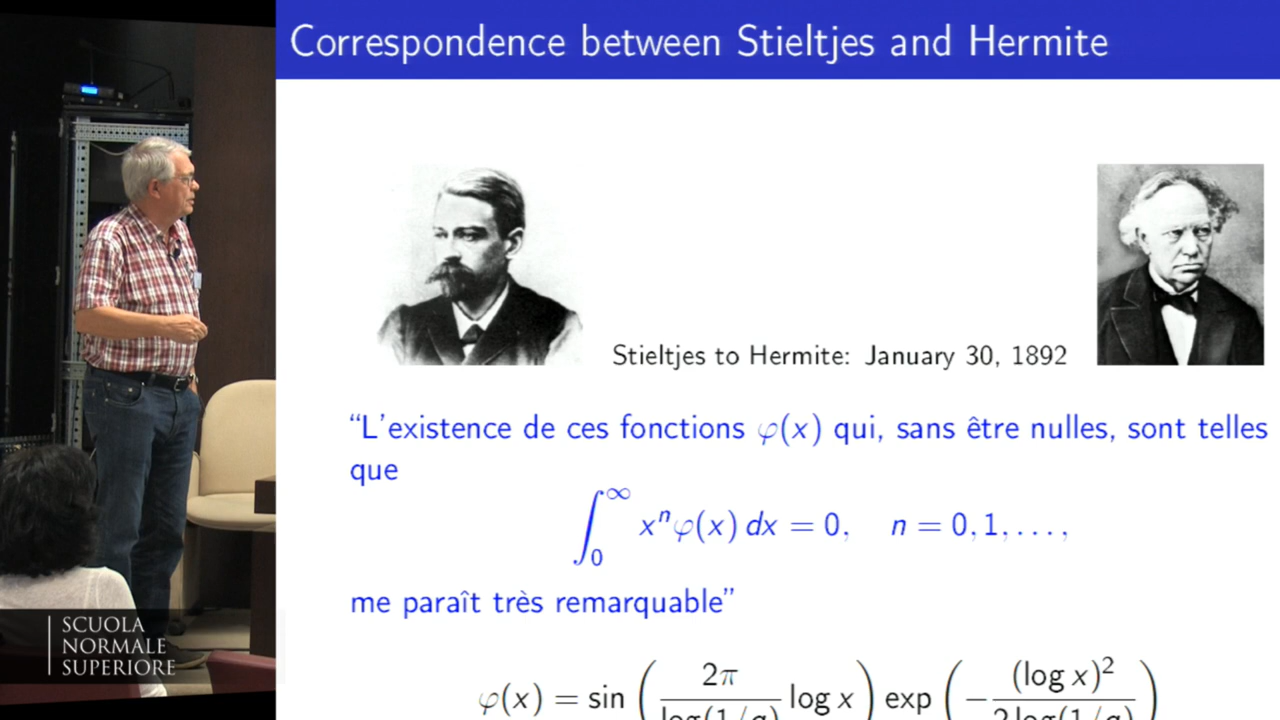 Correspondence between Stieltjes and Hermite
Stieltjes to Hermite: January 30, 1892
“L’existence de ces fonctions φ(x) qui, sans être nulles, sont telles
que
∫₀^∞ xⁿφ(x) dx = 0, n = 0, 1, . . . ,
me paraît très remarquable”
φ(x) = sin ( 2π / log(1/q) log x ) exp ( − (log x)² / 2 log(1/q) )
SCUOLA
NORMALE
SUPERIORE